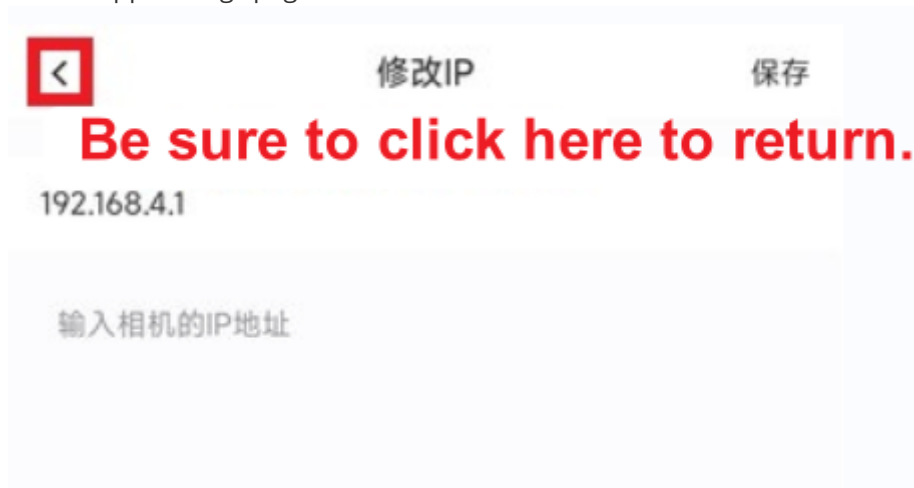 < 修改IP 保存
Be sure to click here to return.
192.168.4.1
输入相机的IP地址